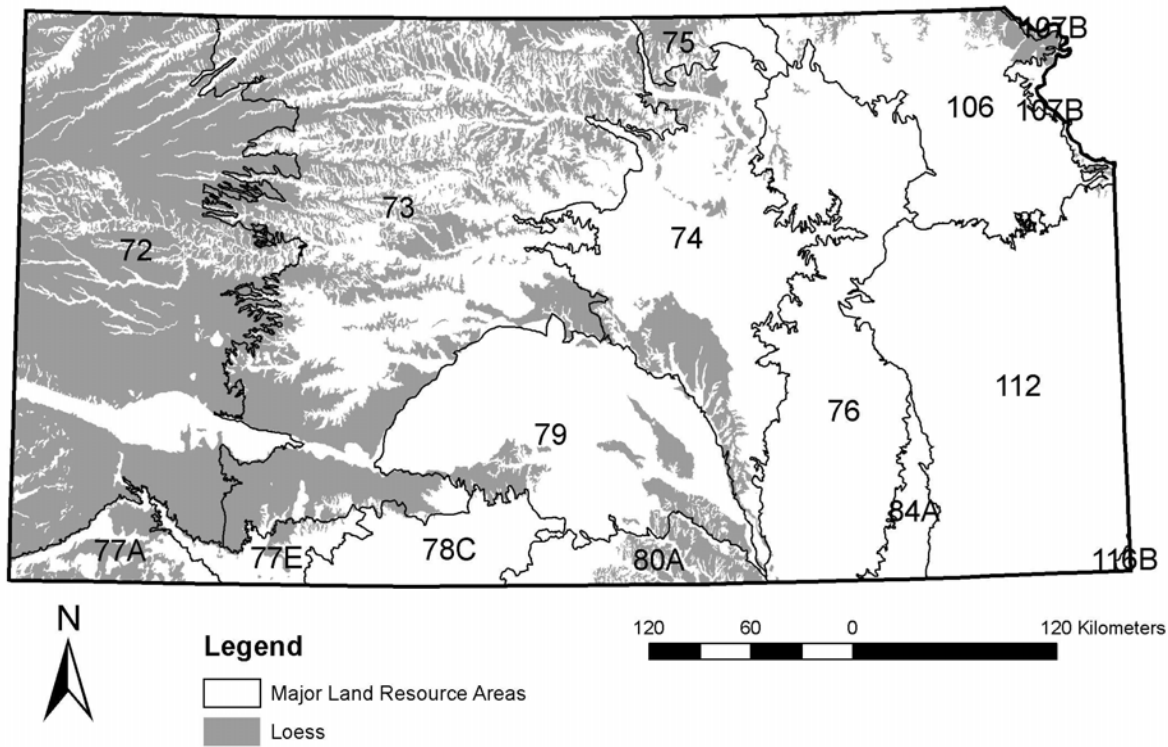 107B
75
106
107B
73
72
74
112
76
79
84A
77A
77E
78C
80A
116B
N
120 60 0 120 Kilometers
Legend
Major Land Resource Areas
Loess